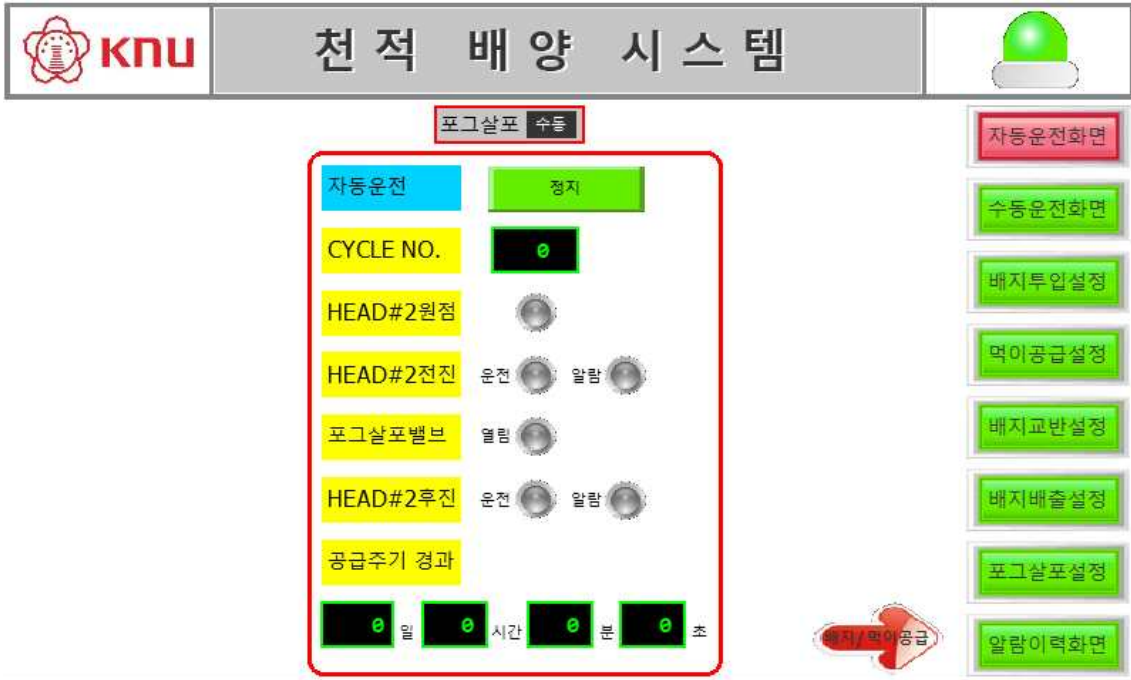 KNU
천적 배양 시스템
포그살포 수동
자동운전 정지
CYCLE NO. 0
HEAD#2원점
HEAD#2전진 운전 알람
포그살포밸브 열림
HEAD#2후진 운전 알람
공급주기 경과
0 일 0 시간 0 분 0 초
배지/먹이공급
자동운전화면
수동운전화면
배지투입설정
먹이공급설정
배지교반설정
배지배출설정
포그살포설정
알람이력화면